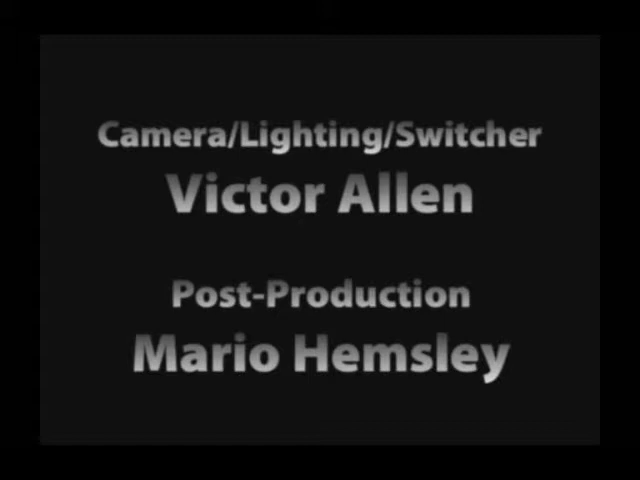 Camera/Lighting/Switcher
Victor Allen
Post-Production
Mario Hemsley